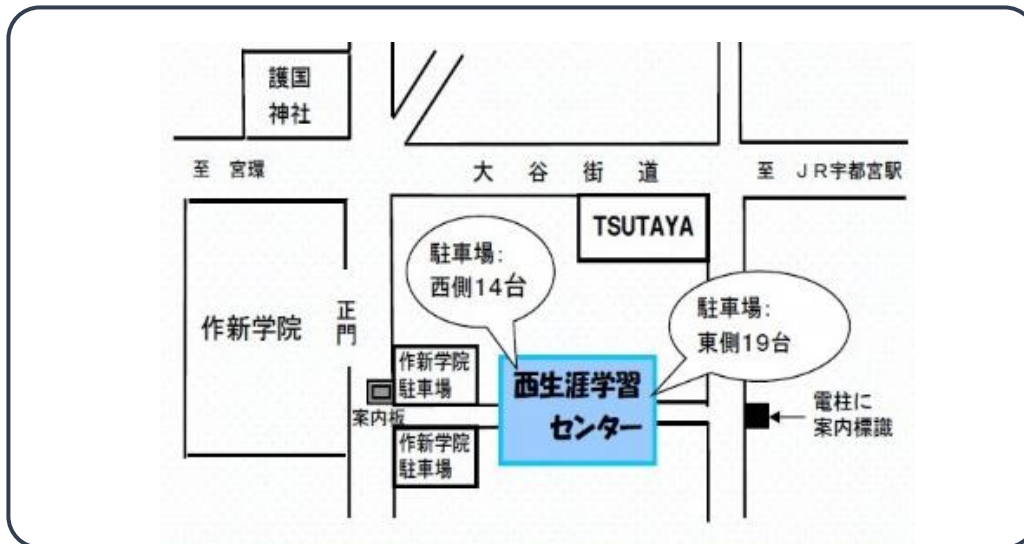 護国
神社
至 宮環
大 谷 街 道
至 JR宇都宮駅
TSUTAYA
駐車場:
西側14台
駐車場:
東側19台
作新学院
正
門
作新学院
駐車場
西生涯学習
センター
案内板
作新学院
駐車場
電柱に
案内標識